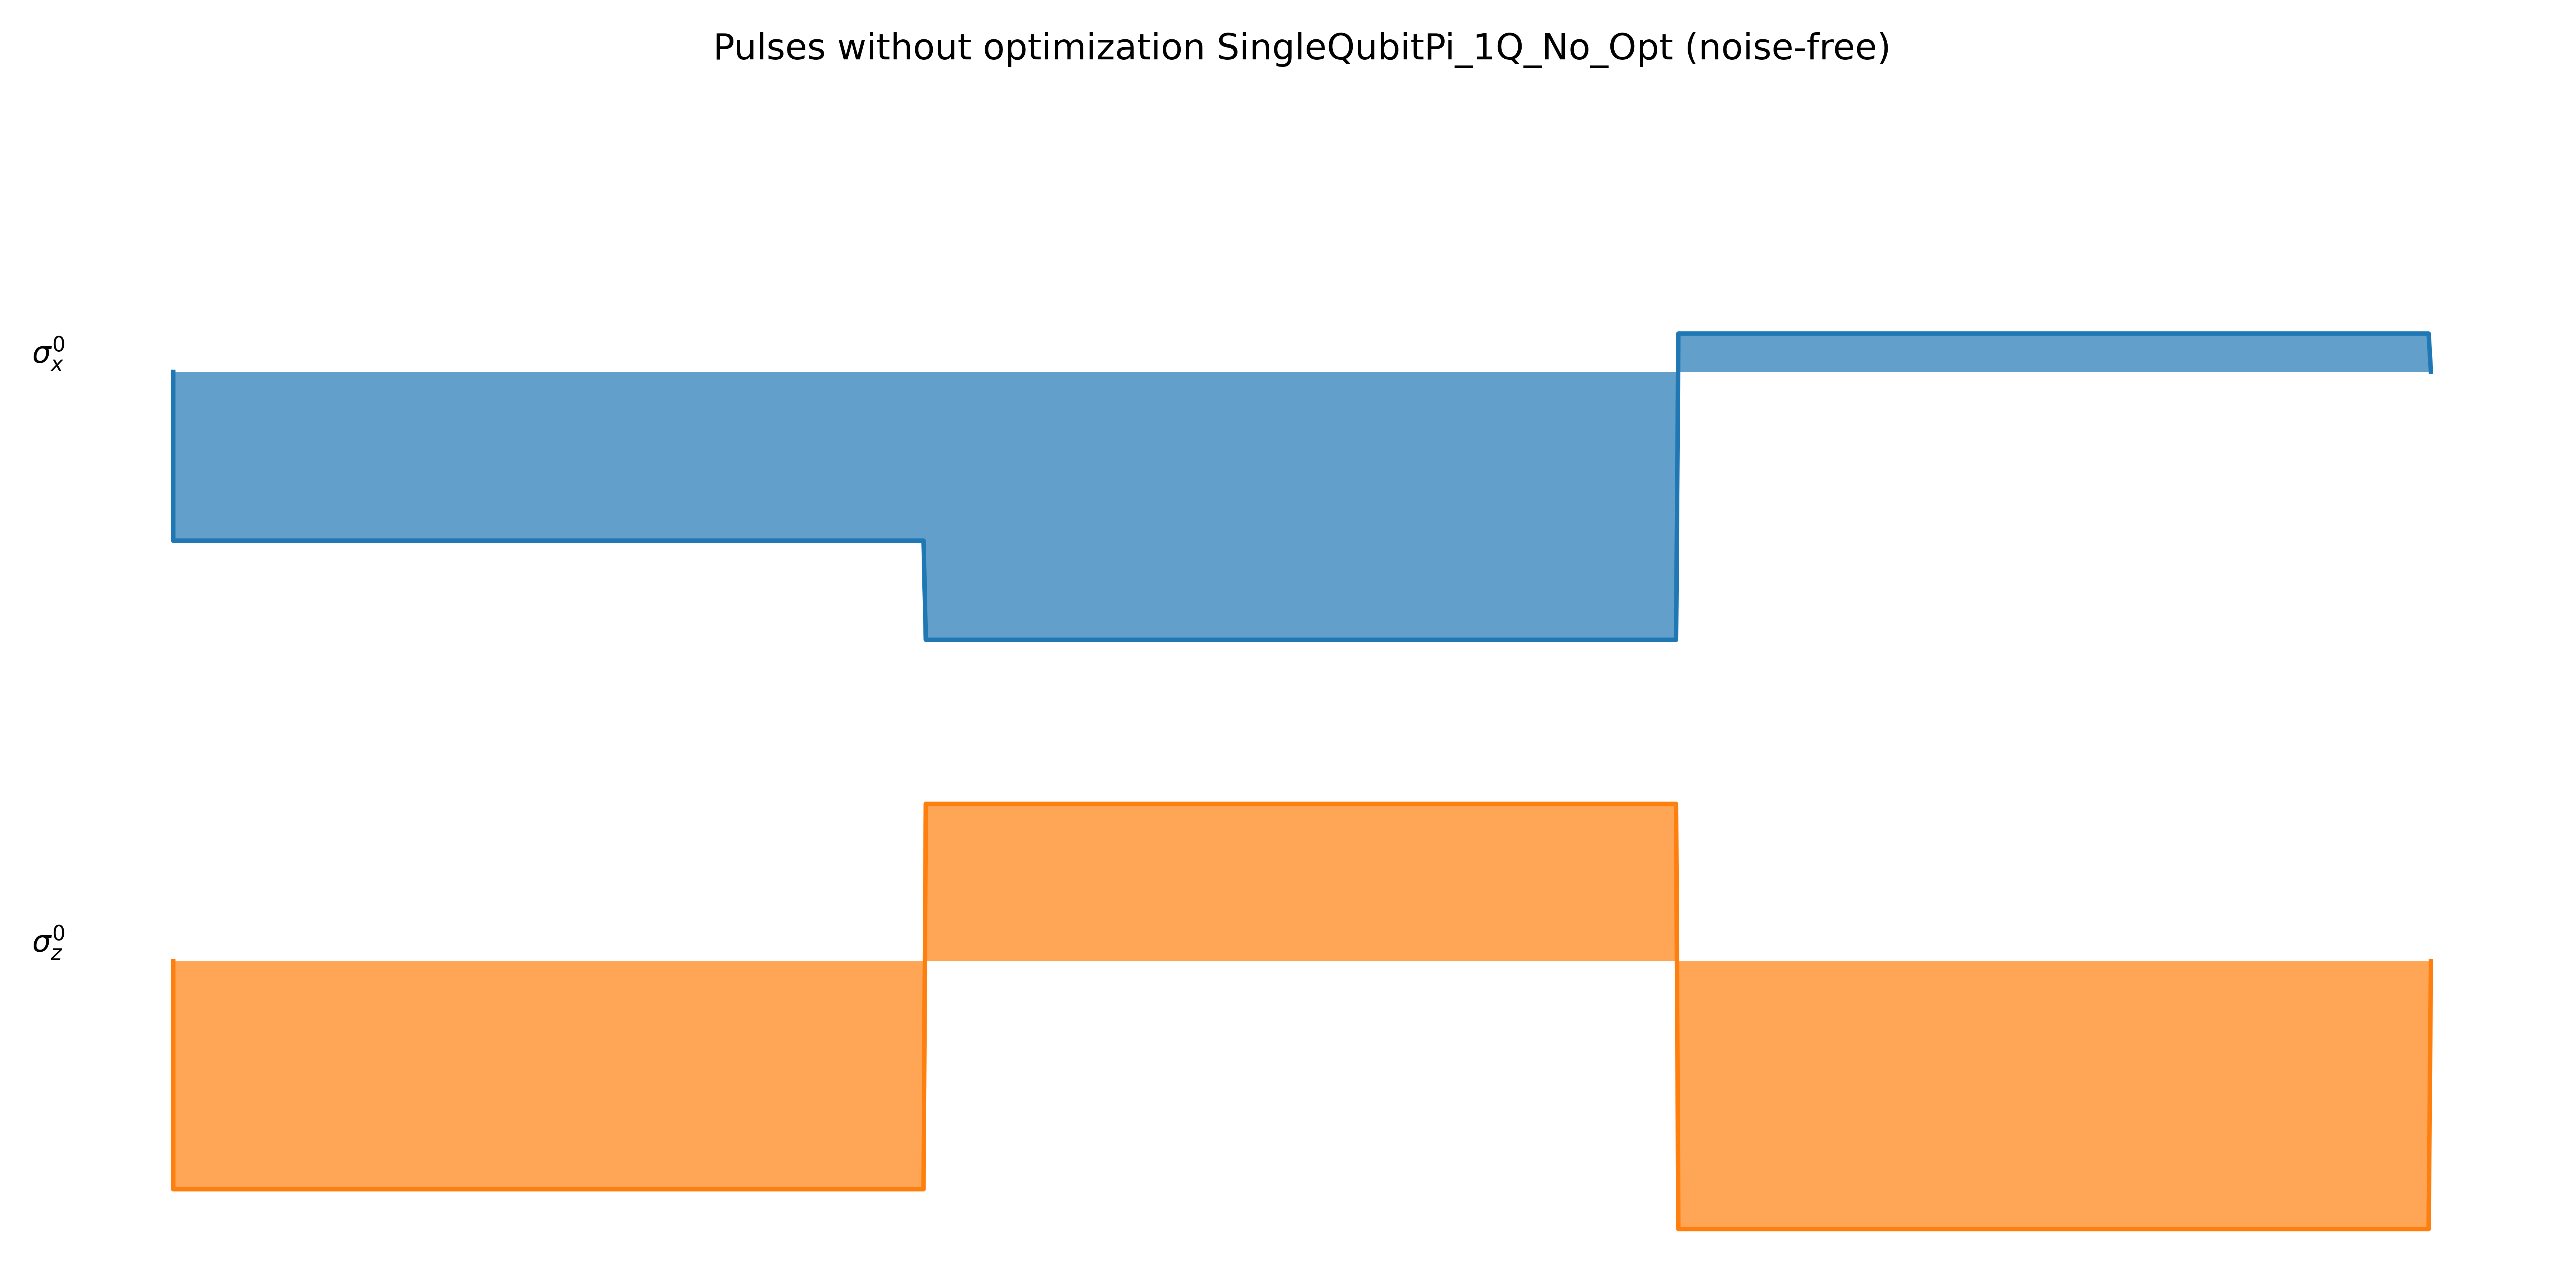 Pulses without optimization SingleQubitPi_1Q_No_Opt (noise-free)
σ_x^0
σ_z^0